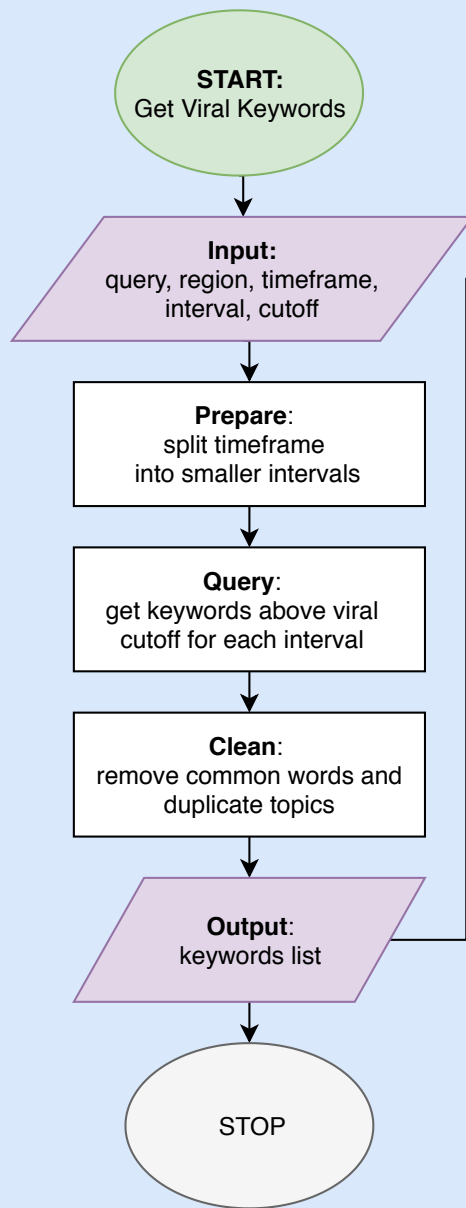 START:
Get Viral Keywords
Input:
query, region, timeframe,
interval, cutoff
Prepare:
split timeframe
into smaller intervals
Query:
get keywords above viral
cutoff for each interval
Clean:
remove common words and
duplicate topics
Output:
keywords list
STOP